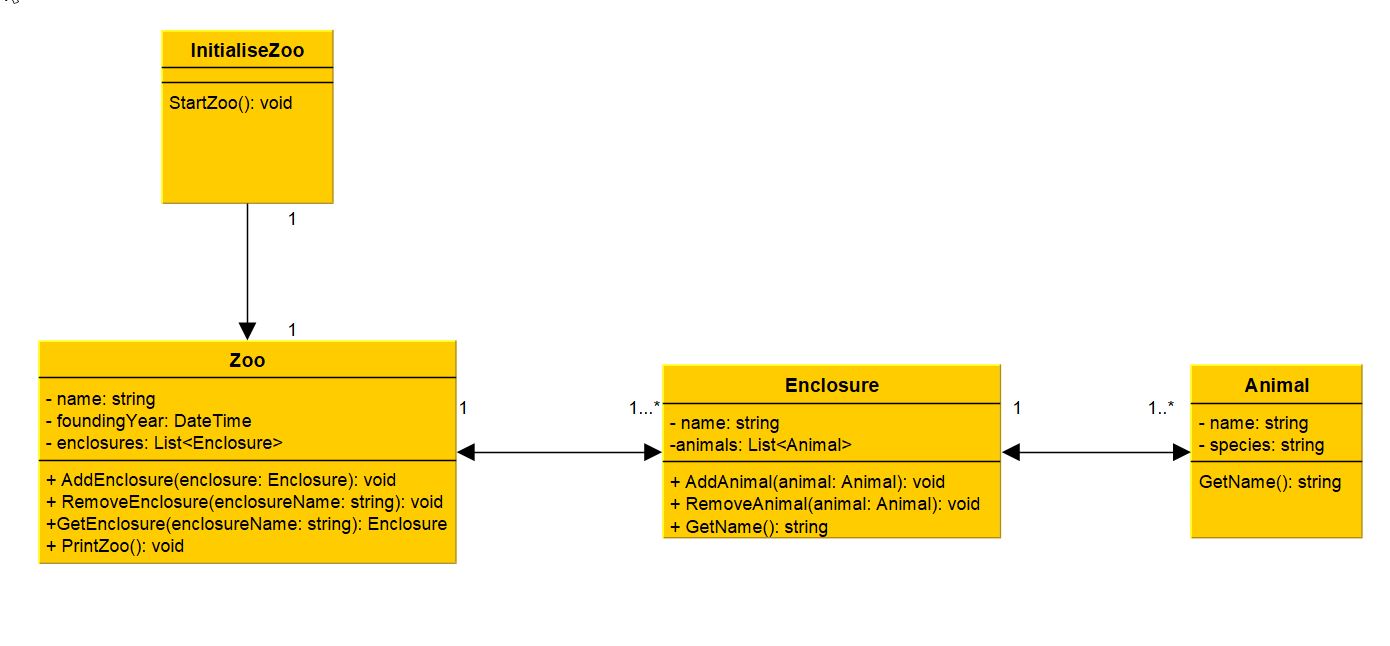 InitialiseZoo
StartZoo(): void
1
1
Zoo
- name: string
- foundingYear: DateTime
- enclosures: List<Enclosure>
+ AddEnclosure(enclosure: Enclosure): void
+ RemoveEnclosure(enclosureName: string): void
+GetEnclosure(enclosureName: string): Enclosure
+ PrintZoo(): void
1
1...*
Enclosure
- name: string
-animals: List<Animal>
+ AddAnimal(animal: Animal): void
+ RemoveAnimal(animal: Animal): void
+ GetName(): string
1
1..*
Animal
- name: string
- species: string
GetName(): string